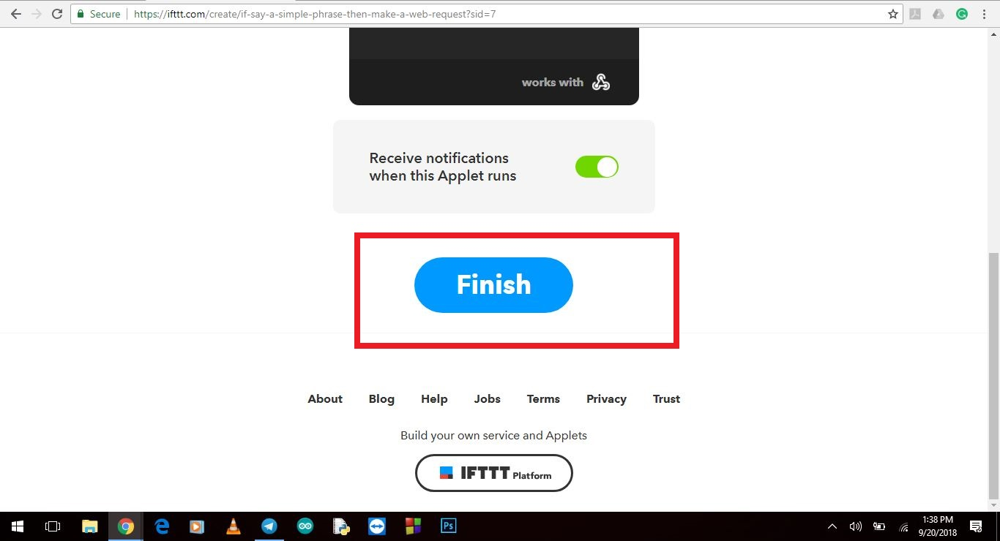 Secure https://ifttt.com/create/if-say-a-simple-phrase-then-make-a-web-request?sid=7
works with
Receive notifications
when this Applet runs
Finish
About Blog Help Jobs Terms Privacy Trust
Build your own service and Applets
IFTTT Platform
Ps
1:38 PM
9/20/2018